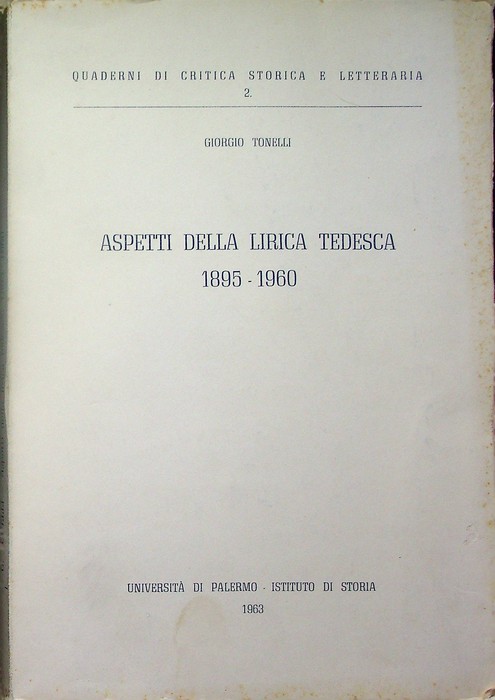 QUADERNI DI CRITICA STORICA E LETTERARIA
2.
GIORGIO TONELLI
ASPETTI DELLA LIRICA TEDESCA
1895 - 1960
UNIVERSITÀ DI PALERMO - ISTITUTO DI STORIA
1963